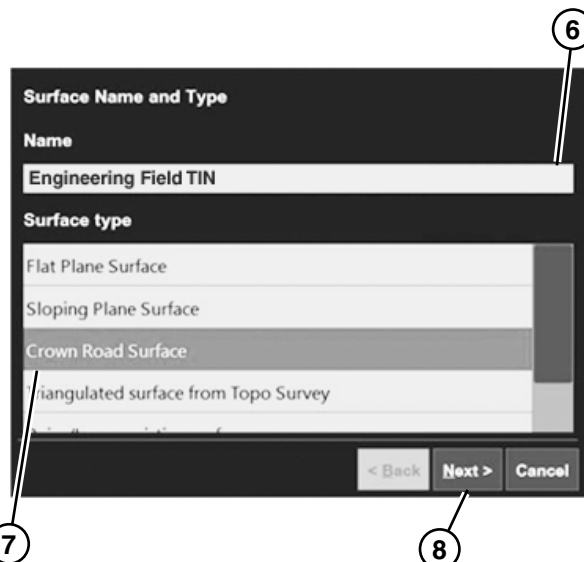 6
Surface Name and Type
Name
Engineering Field TIN
Surface type
Flat Plane Surface
Sloping Plane Surface
Crown Road Surface
Triangulated surface from Topo Survey
< Back Next > Cancel
7
8